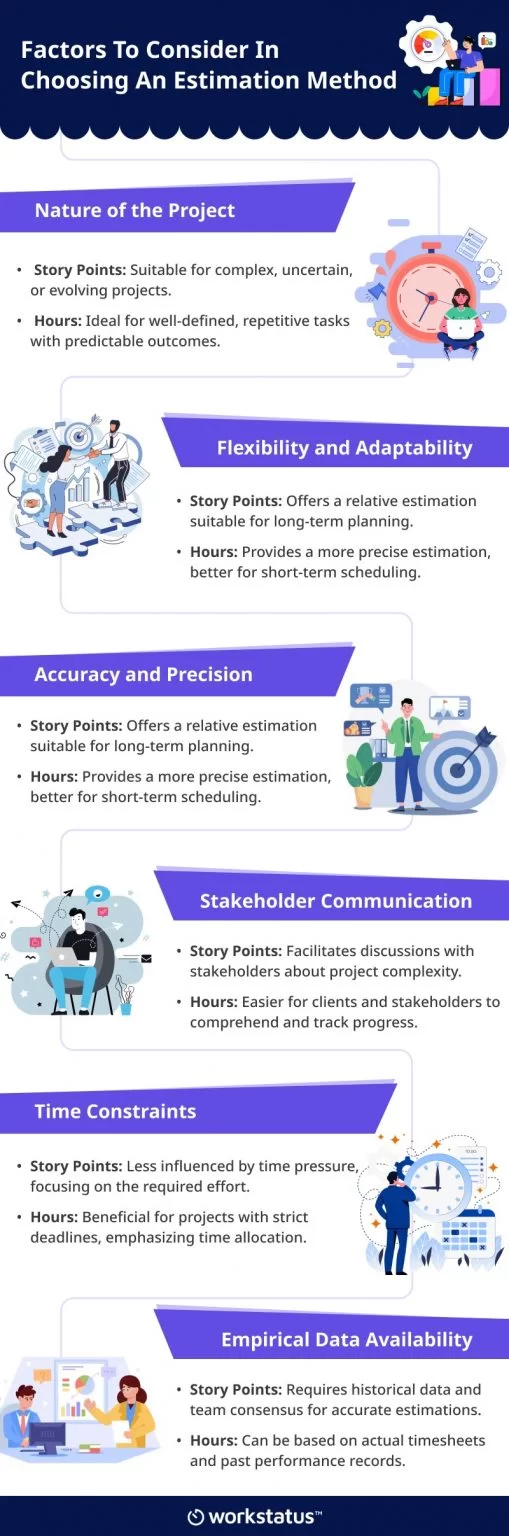 Factors To Consider In
Choosing An Estimation Method
Nature of the Project
• Story Points: Suitable for complex, uncertain,
or evolving projects.
• Hours: Ideal for well-defined, repetitive tasks
with predictable outcomes.
Flexibility and Adaptability
• Story Points: Offers a relative estimation
suitable for long-term planning.
• Hours: Provides a more precise estimation,
better for short-term scheduling.
Accuracy and Precision
• Story Points: Offers a relative estimation
suitable for long-term planning.
• Hours: Provides a more precise estimation,
better for short-term scheduling.
Stakeholder Communication
• Story Points: Facilitates discussions with
stakeholders about project complexity.
• Hours: Easier for clients and stakeholders to
comprehend and track progress.
Time Constraints
• Story Points: Less influenced by time pressure,
focusing on the required effort.
• Hours: Beneficial for projects with strict
deadlines, emphasizing time allocation.
Empirical Data Availability
• Story Points: Requires historical data and
team consensus for accurate estimations.
• Hours: Can be based on actual timesheets
and past performance records.
workstatus™